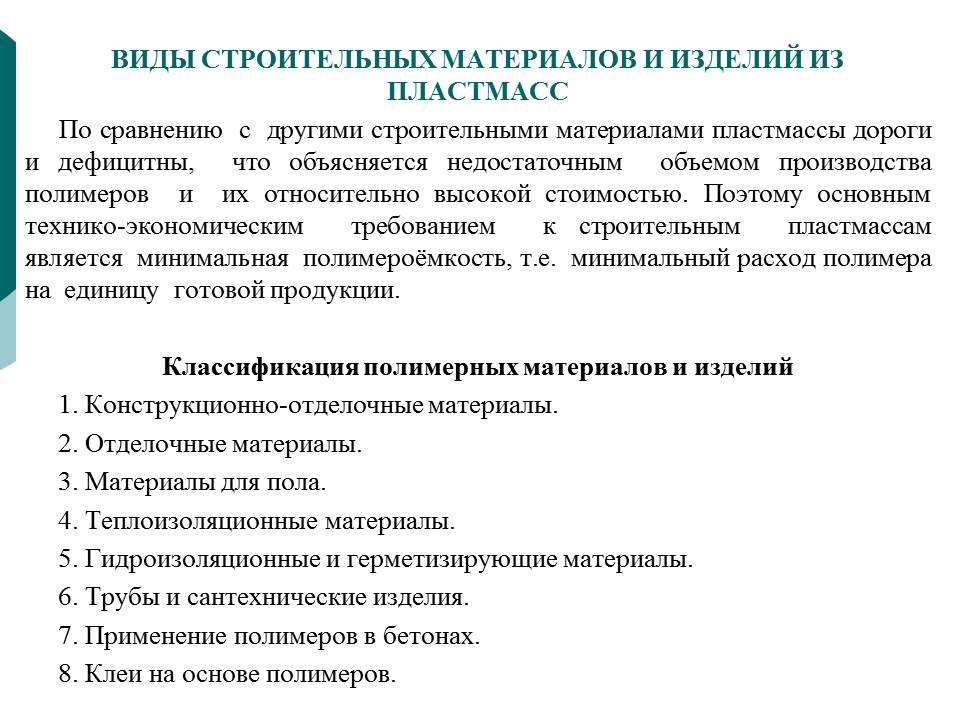 ВИДЫ СТРОИТЕЛЬНЫХ МАТЕРИАЛОВ И ИЗДЕЛИЙ ИЗ
ПЛАСТМАСС
По сравнению с другими строительными материалами пластмассы дороги
и дефицитны, что объясняется недостаточным объемом производства
полимеров и их относительно высокой стоимостью. Поэтому основным
технико-экономическим требованием к строительным пластмассам
является минимальная полимероёмкость, т.е. минимальный расход полимера
на единицу готовой продукции.
Классификация полимерных материалов и изделий
1. Конструкционно-отделочные материалы.
2. Отделочные материалы.
3. Материалы для пола.
4. Теплоизоляционные материалы.
5. Гидроизоляционные и герметизирующие материалы.
6. Трубы и сантехнические изделия.
7. Применение полимеров в бетонах.
8. Клеи на основе полимеров.